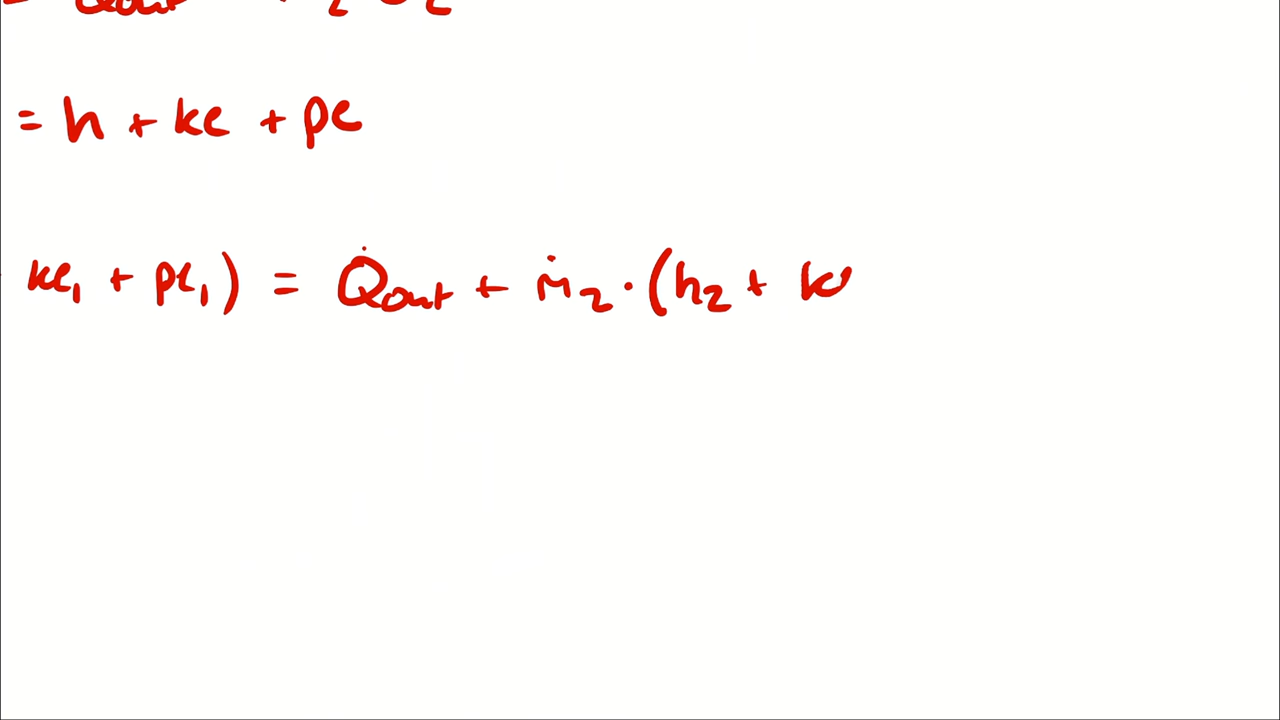 = h + ke + pe
ke₁ + pe₁) = Q̇out + ṁ₂ · (h₂ + k